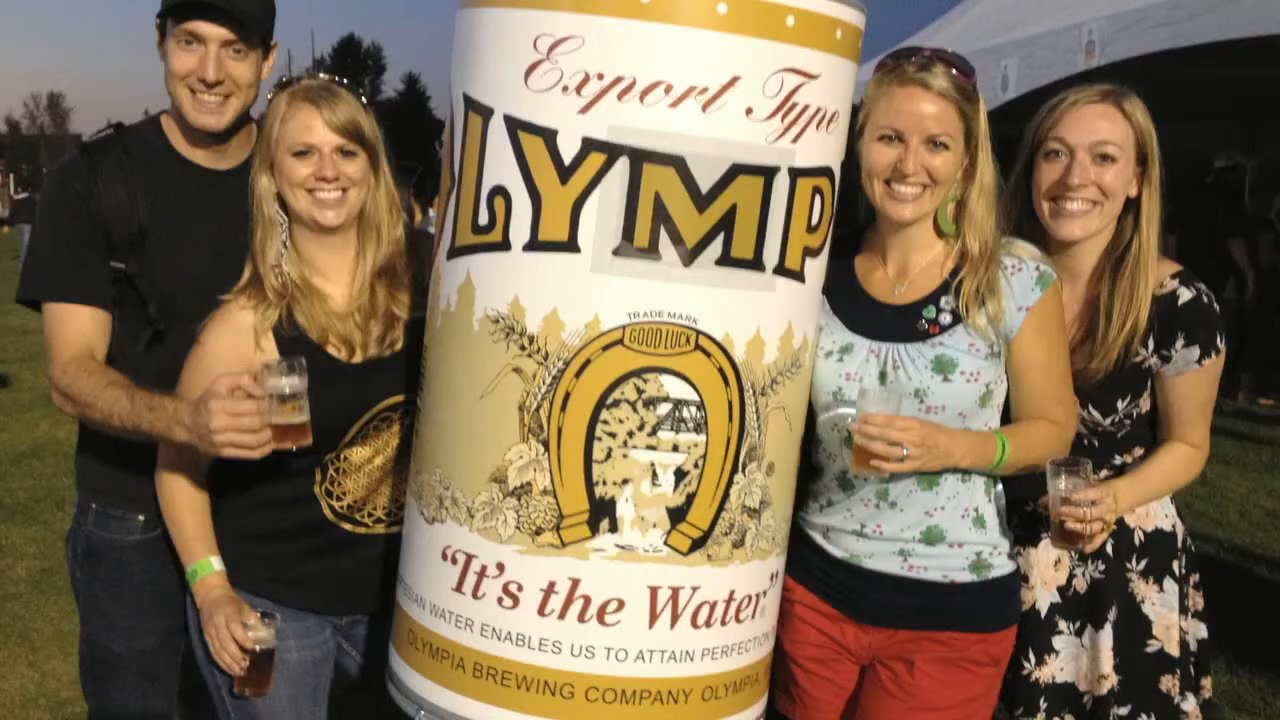 Export Type
LYMP
TRADE MARK
GOOD LUCK
®
"It's the Water"®
ESIAN WATER ENABLES US TO ATTAIN PERFECTION
OLYMPIA BREWING COMPANY OLYMPIA